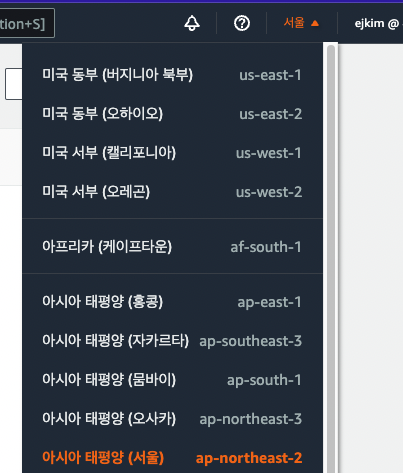 tion+S]
서울 ▲
ejkim @
미국 동부 (버지니아 북부) us-east-1
미국 동부 (오하이오) us-east-2
미국 서부 (캘리포니아) us-west-1
미국 서부 (오레곤) us-west-2
아프리카 (케이프타운) af-south-1
아시아 태평양 (홍콩) ap-east-1
아시아 태평양 (자카르타) ap-southeast-3
아시아 태평양 (뭄바이) ap-south-1
아시아 태평양 (오사카) ap-northeast-3
아시아 태평양 (서울) ap-northeast-2